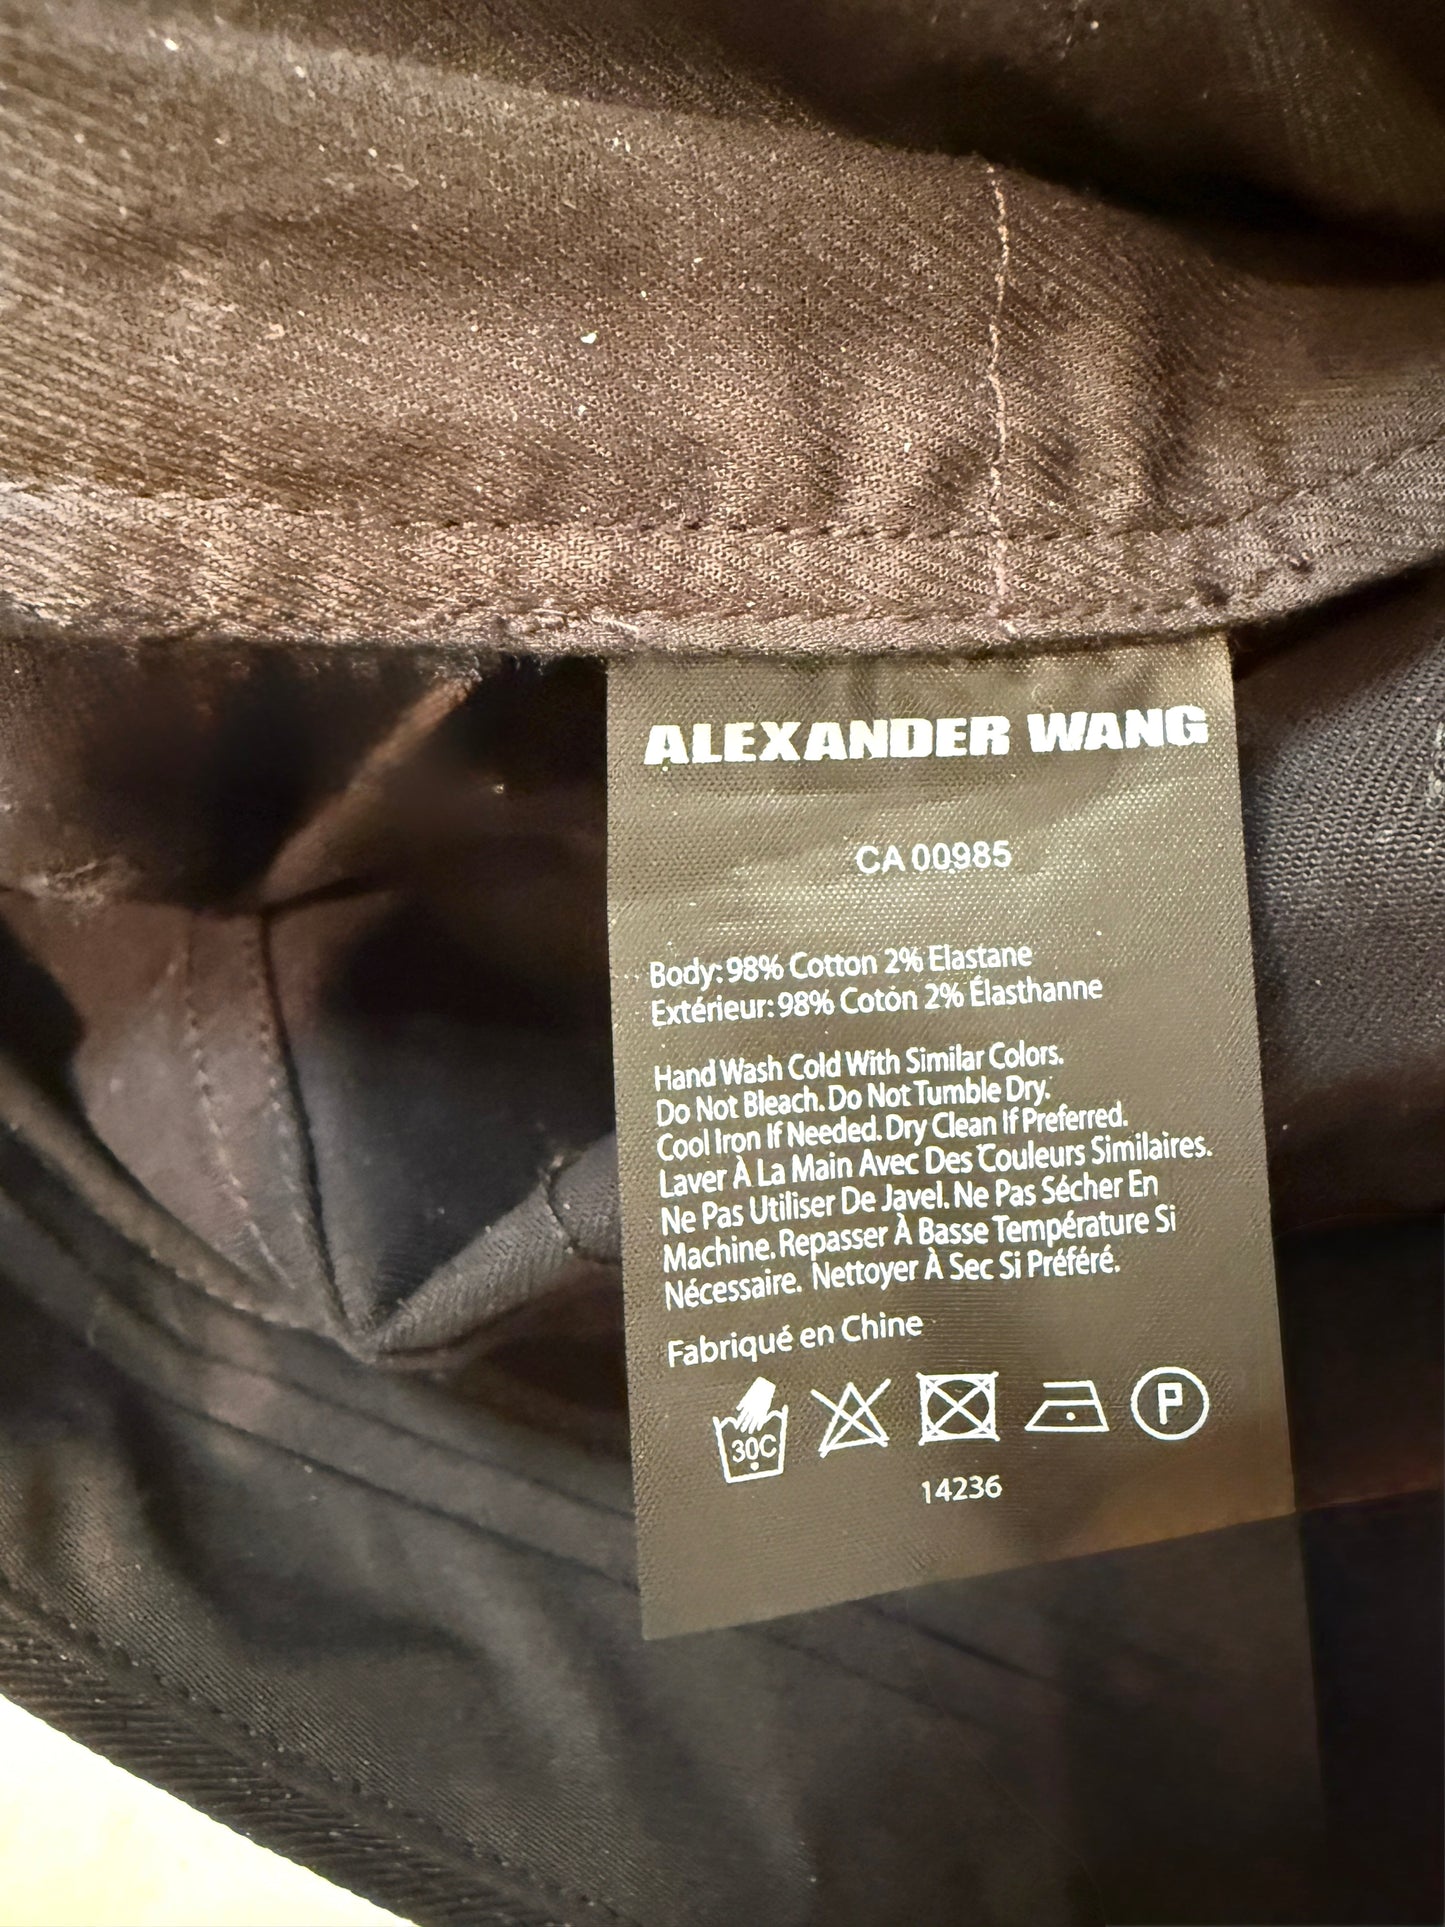 ALEXANDER WANG
CA 00985
Body: 98% Cotton 2% Elastane
Extérieur: 98% Coton 2% Élasthanne
Hand Wash Cold With Similar Colors.
Do Not Bleach. Do Not Tumble Dry.
Cool Iron If Needed. Dry Clean If Preferred.
Laver À La Main Avec Des Couleurs Similaires.
Ne Pas Utiliser De Javel. Ne Pas Sécher En
Machine. Repasser À Basse Température Si
Nécessaire. Nettoyer À Sec Si Préféré.
Fabriqué en Chine
30C P
14236